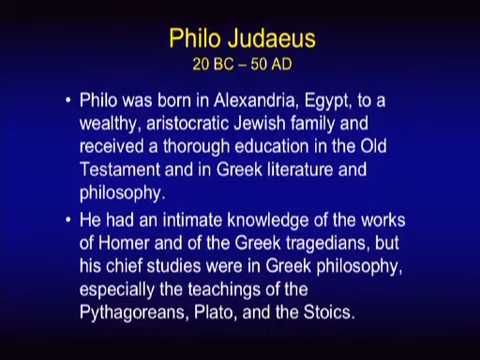 Philo Judaeus
20 BC – 50 AD
• Philo was born in Alexandria, Egypt, to a
wealthy, aristocratic Jewish family and
received a thorough education in the Old
Testament and in Greek literature and
philosophy.
• He had an intimate knowledge of the works
of Homer and of the Greek tragedians, but
his chief studies were in Greek philosophy,
especially the teachings of the
Pythagoreans, Plato, and the Stoics.